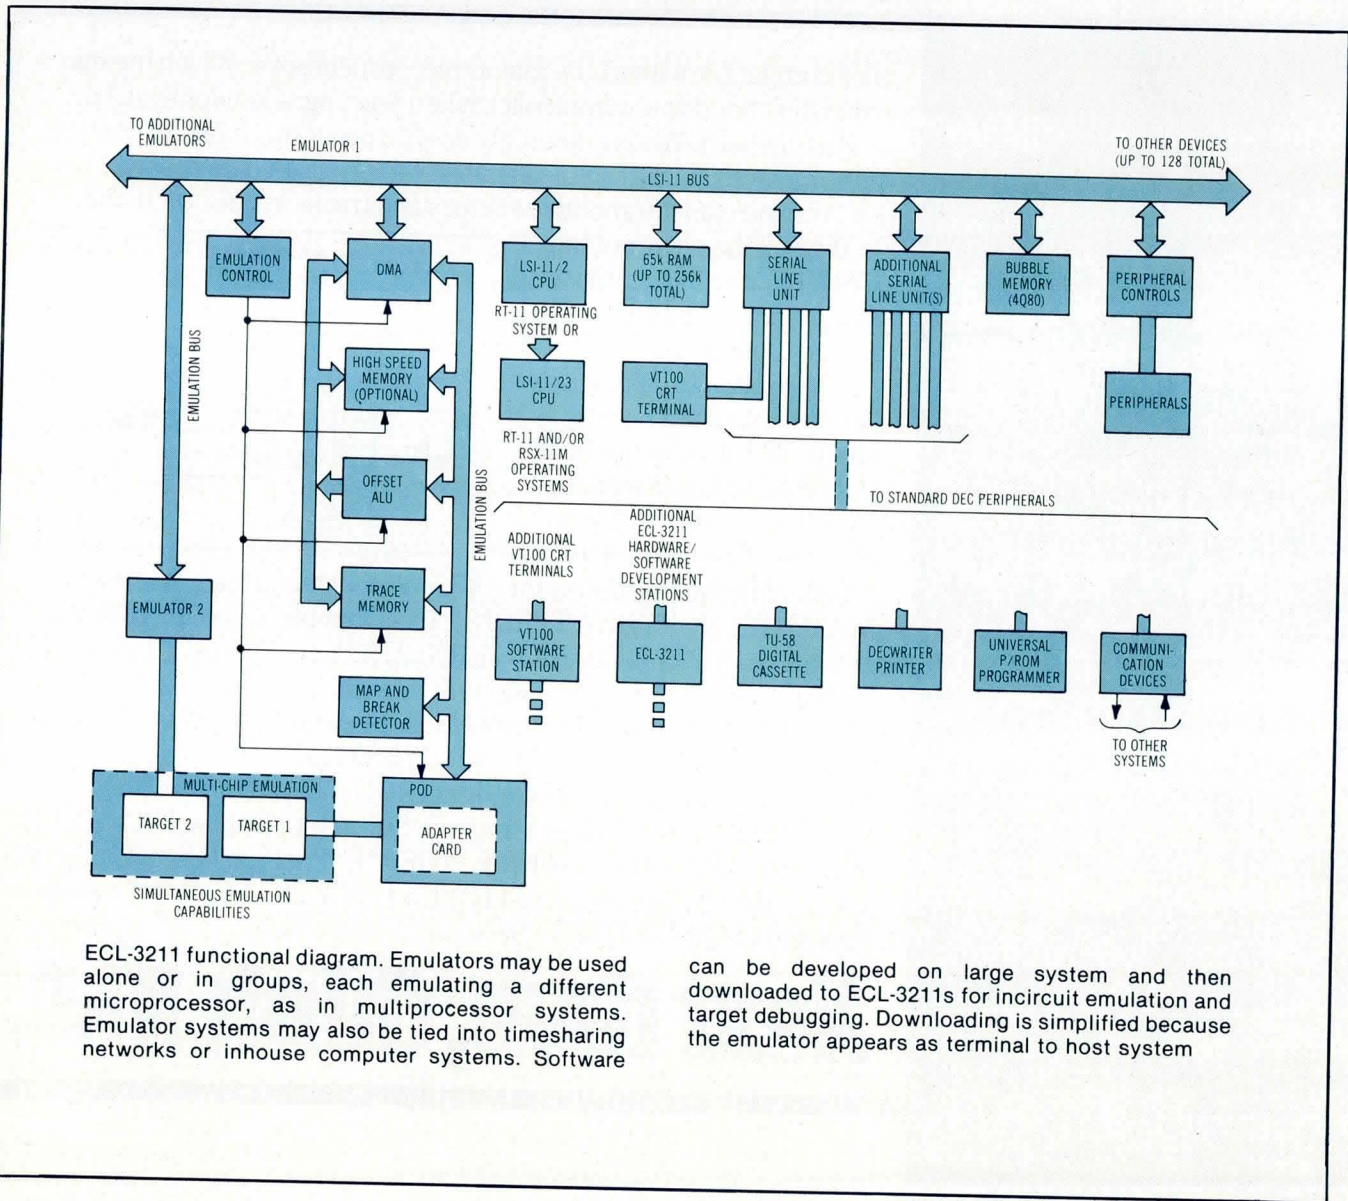 TO ADDITIONAL
EMULATORS
EMULATOR 1
LSI-11 BUS
TO OTHER DEVICES
(UP TO 128 TOTAL)
EMULATION
CONTROL
DMA
LSI-11/2
CPU
65k RAM
(UP TO 256k
TOTAL)
SERIAL
LINE
UNIT
ADDITIONAL
SERIAL
LINE UNIT(S)
BUBBLE
MEMORY
(4Q80)
PERIPHERAL
CONTROLS
RT-11 OPERATING
SYSTEM OR
EMULATION BUS
HIGH SPEED
MEMORY
(OPTIONAL)
LSI-11/23
CPU
VT100
CRT
TERMINAL
PERIPHERALS
RT-11 AND/OR
RSX-11M
OPERATING
SYSTEMS
OFFSET
ALU
EMULATION BUS
TO STANDARD DEC PERIPHERALS
ADDITIONAL
VT100 CRT
TERMINALS
ADDITIONAL
ECL-3211
HARDWARE/
SOFTWARE
DEVELOPMENT
STATIONS
EMULATOR 2
TRACE
MEMORY
VT100
SOFTWARE
STATION
ECL-3211
TU-58
DIGITAL
CASSETTE
DECWRITER
PRINTER
UNIVERSAL
P/ROM
PROGRAMMER
COMMUNI-
CATION
DEVICES
MAP AND
BREAK
DETECTOR
TO OTHER
SYSTEMS
MULTI-CHIP EMULATION
POD
TARGET 2
TARGET 1
ADAPTER
CARD
SIMULTANEOUS EMULATION
CAPABILITIES
ECL-3211 functional diagram. Emulators may be used
alone or in groups, each emulating a different
microprocessor, as in multiprocessor systems.
Emulator systems may also be tied into timesharing
networks or inhouse computer systems. Software
can be developed on large system and then
downloaded to ECL-3211s for incircuit emulation and
target debugging. Downloading is simplified because
the emulator appears as terminal to host system